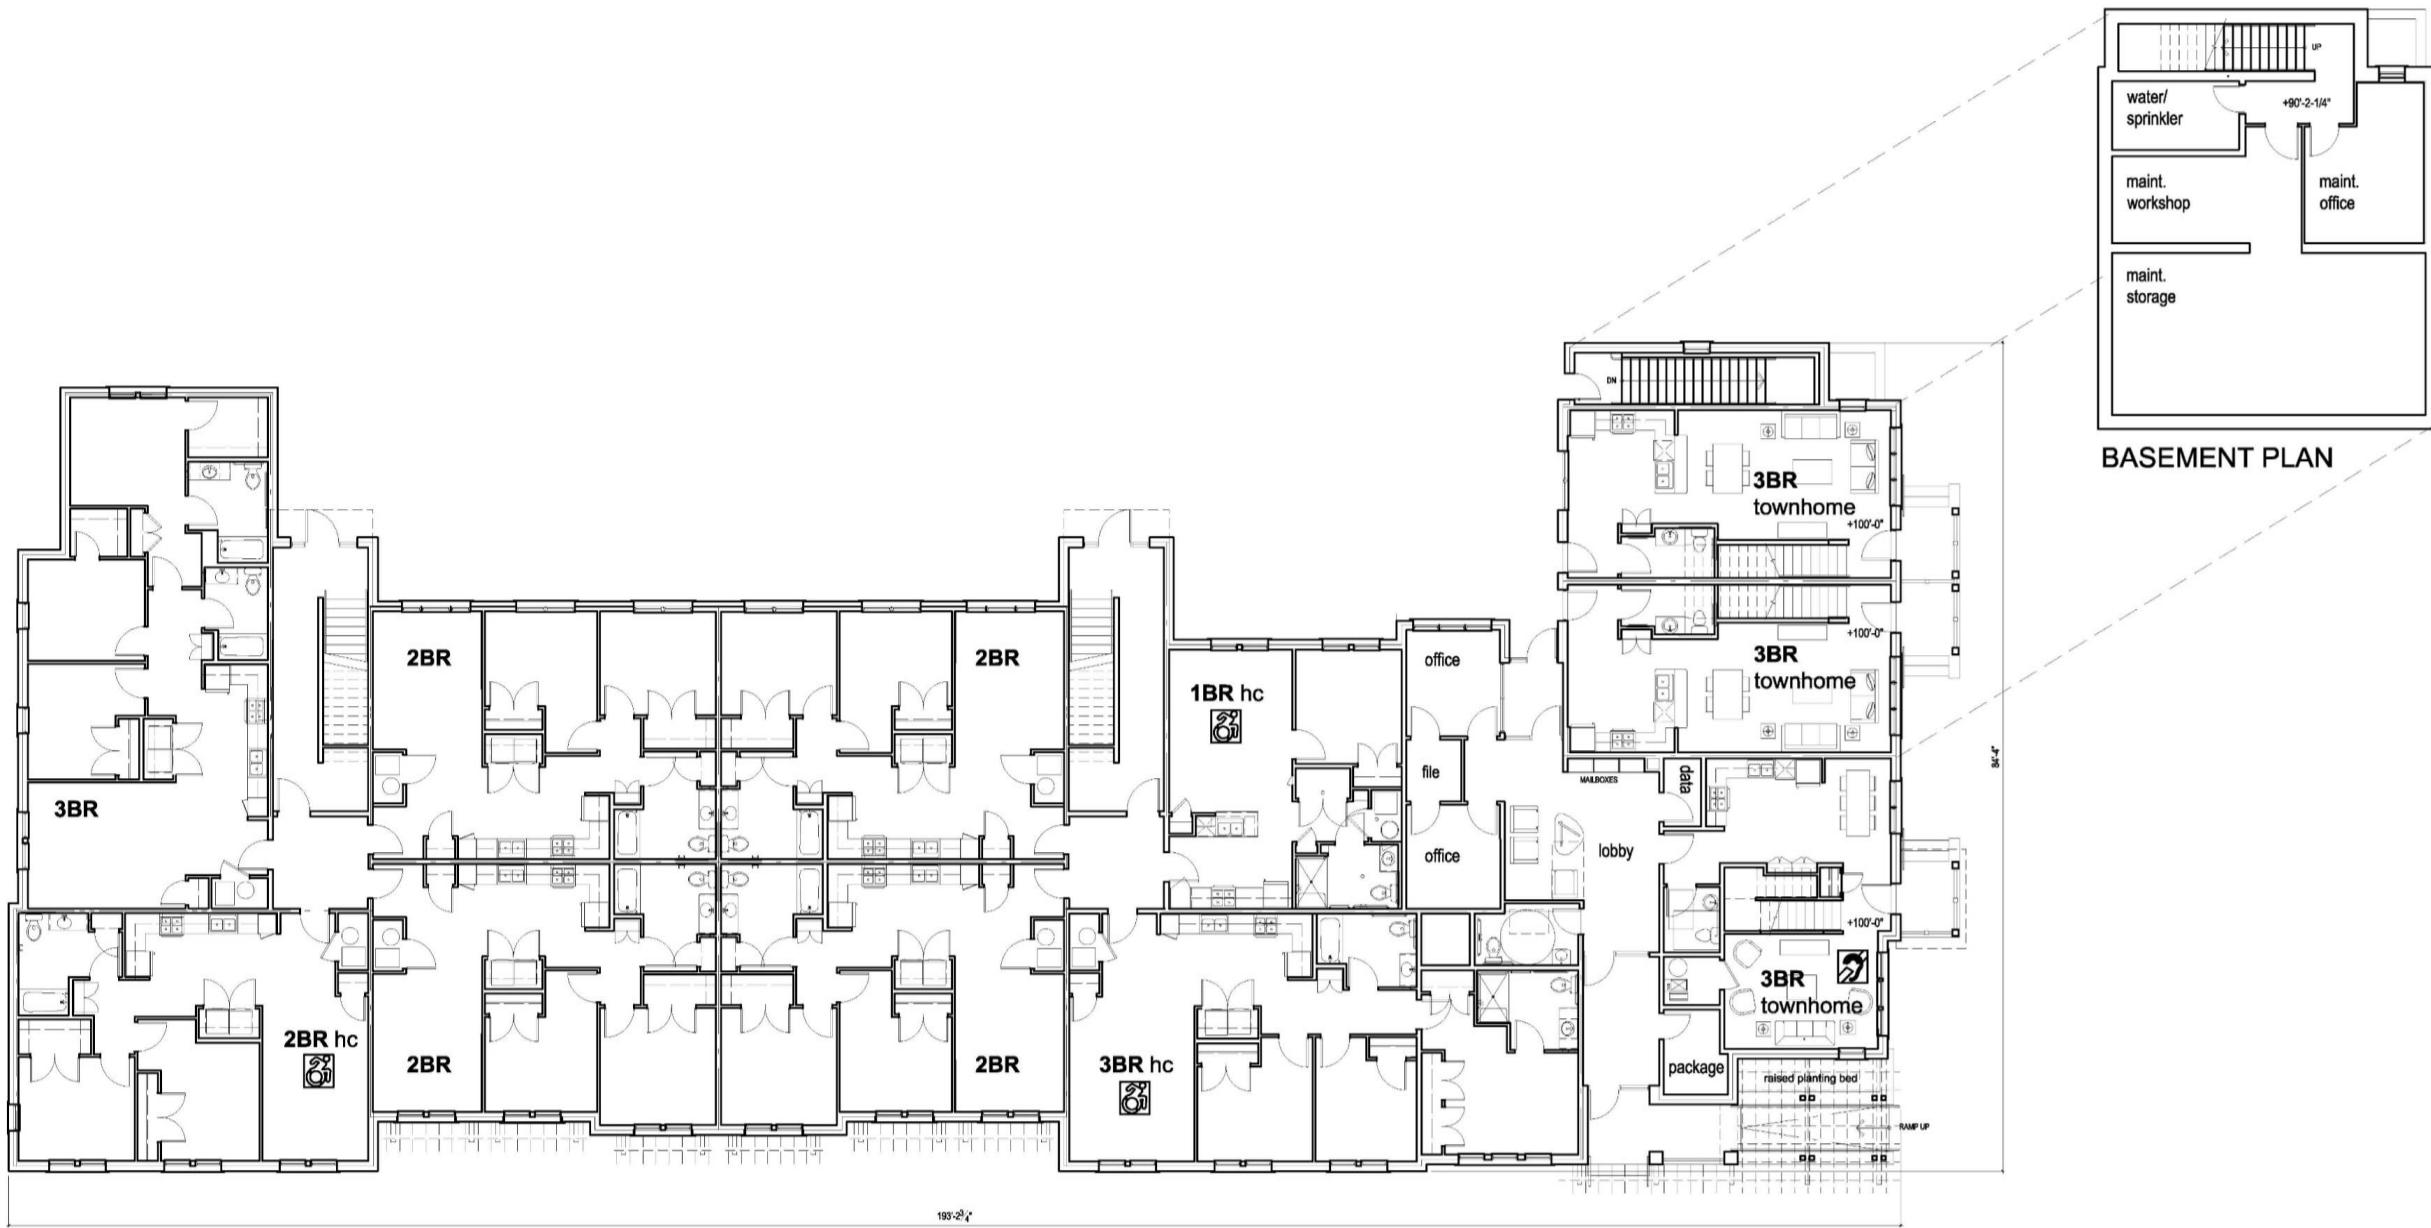 UP
water/
sprinkler
+90'-2-1/4"
maint.
workshop
maint.
office
maint.
storage
BASEMENT PLAN
DN
3BR
townhome
+100'-0"
+100'-0"
3BR
townhome
2BR
2BR
1BR hc
office
file
office
MAILBOXES
data
lobby
3BR
84'-4"
+100'-0"
3BR
townhome
2BR hc
2BR
2BR
3BR hc
package
raised planting bed
RAMP UP
193'-2 3/4"